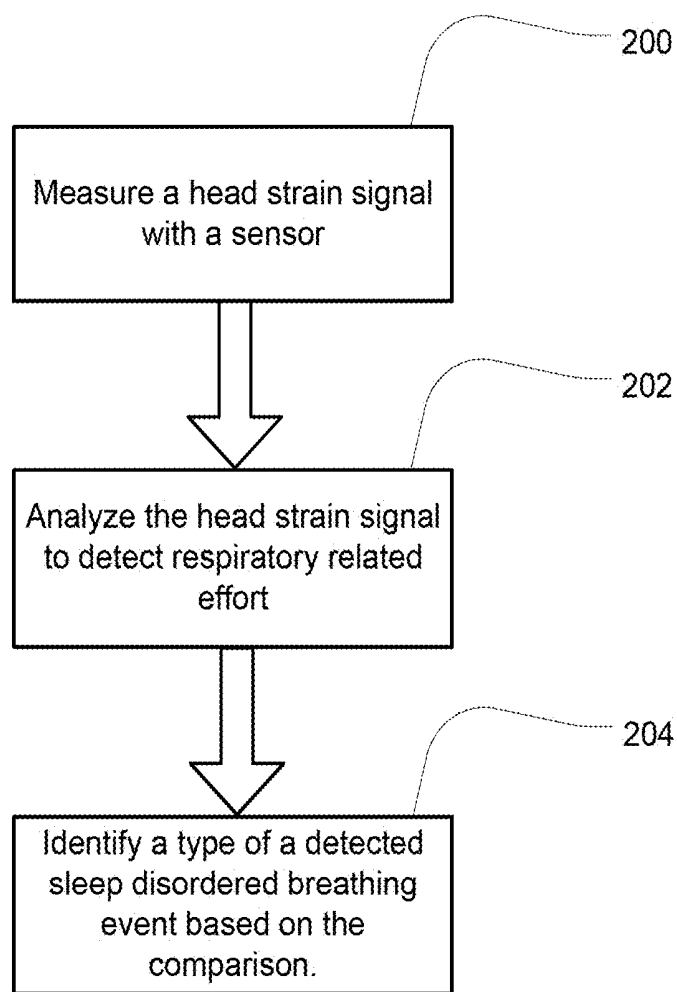 200
Measure a head strain signal
with a sensor
202
Analyze the head strain signal
to detect respiratory related
effort
204
Identify a type of a detected
sleep disordered breathing
event based on the
comparison.